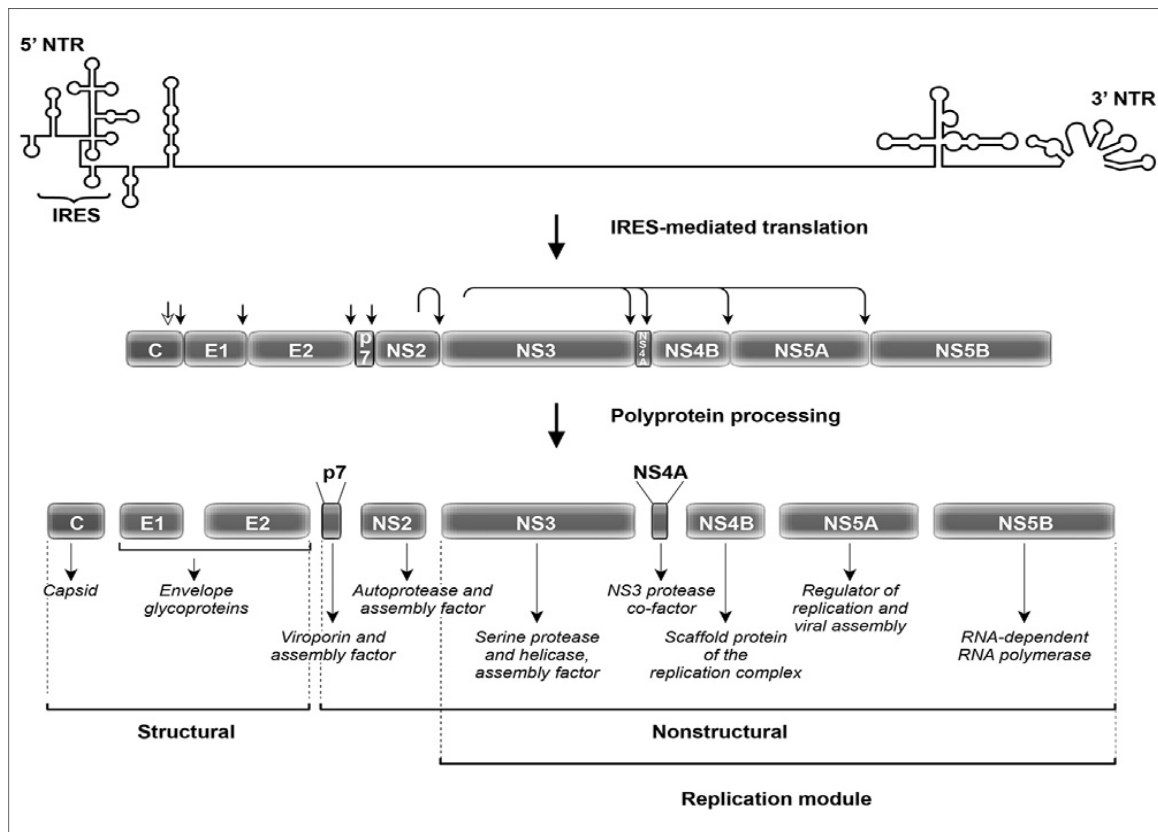 5’ NTR
3’ NTR
IRES
IRES-mediated translation
C E1 E2 p7 NS2 NS3 NS4A NS4B NS5A NS5B
Polyprotein processing
p7 NS4A
C E1 E2 NS2 NS3 NS4B NS5A NS5B
Capsid
Envelope
glycoproteins
Viroporin and
assembly factor
Autoprotease and
assembly factor
Serine protease
and helicase,
assembly factor
NS3 protease
co-factor
Scaffold protein
of the
replication complex
Regulator of
replication and
viral assembly
RNA-dependent
RNA polymerase
Structural
Nonstructural
Replication module